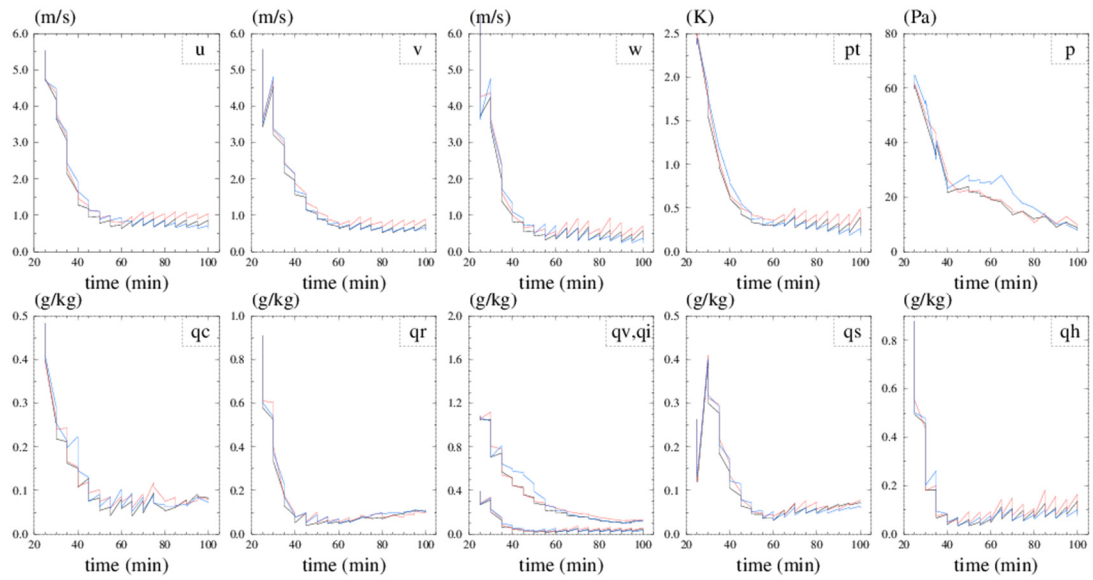 (m/s) (m/s) (m/s) (K) (Pa)
u v w pt p
6.0 6.0 6.0 2.5 80
5.0 5.0 5.0 2.0 60
4.0 4.0 4.0 1.5
3.0 3.0 3.0 40
2.0 2.0 2.0 1.0
1.0 1.0 1.0 0.5 20
0.0 0.0 0.0 0.0 0
20 40 60 80 100 20 40 60 80 100 20 40 60 80 100 20 40 60 80 100 20 40 60 80 100
time (min) time (min) time (min) time (min) time (min)
(g/kg) (g/kg) (g/kg) (g/kg) (g/kg)
qc qr qv,qi qs qh
0.5 1.0 2.0 0.5
0.4 0.8 1.6 0.4 0.8
0.3 0.6 1.2 0.3 0.6
0.2 0.4 0.8 0.2 0.4
0.1 0.2 0.4 0.1 0.2
0.0 0.0 0.0 0.0 0.0
20 40 60 80 100 20 40 60 80 100 20 40 60 80 100 20 40 60 80 100 20 40 60 80 100
time (min) time (min) time (min) time (min) time (min)